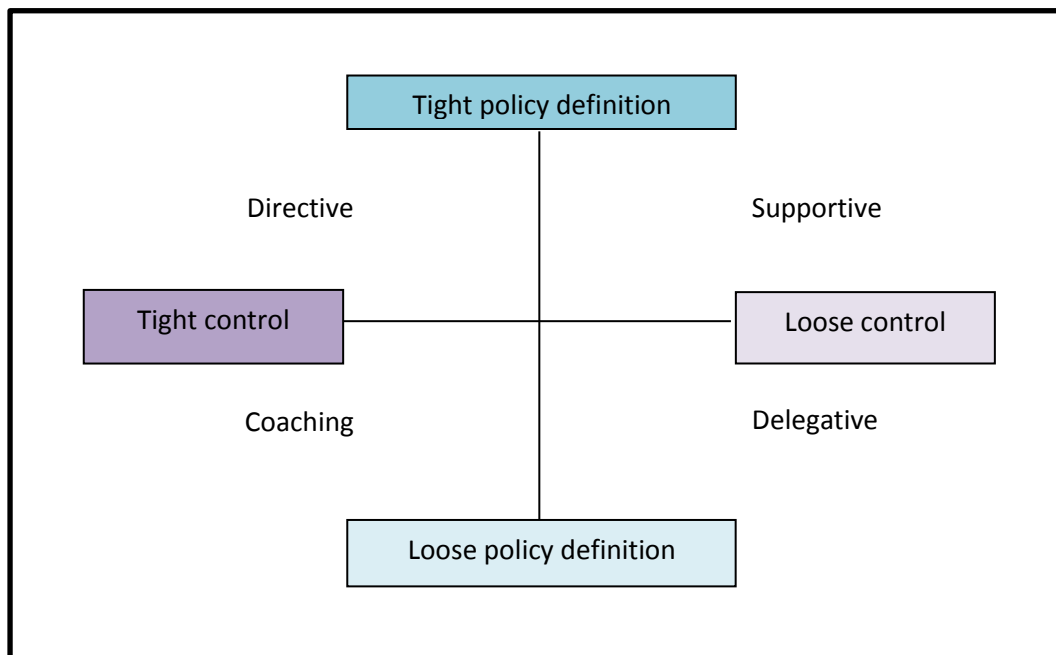 Tight policy definition
Directive
Supportive
Tight control
Loose control
Coaching
Delegative
Loose policy definition